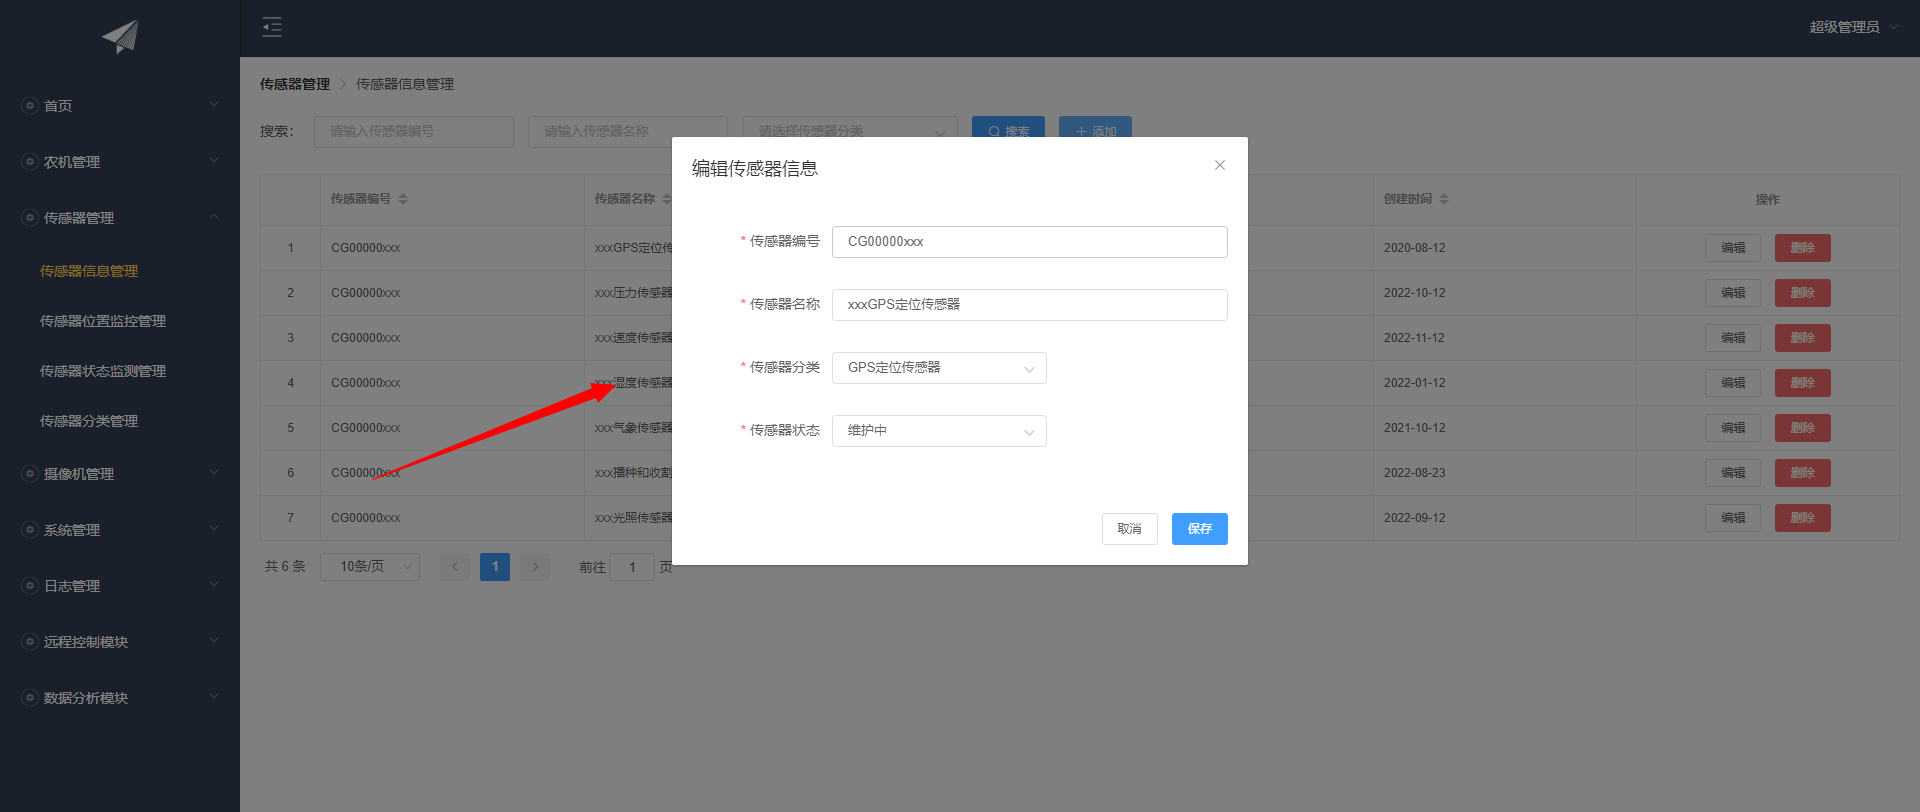 超级管理员
首页
农机管理
传感器管理
传感器信息管理
传感器位置监控管理
传感器状态监测管理
传感器分类管理
摄像机管理
系统管理
日志管理
远程控制模块
数据分析模块
传感器管理 传感器信息管理
搜索： 请输入传感器编号 请输入传感器名称 请选择传感器分类 搜索 添加
传感器编号 传感器名称 创建时间 操作
1 CG00000xxx xxxGPS定位传 2020-08-12 编辑 删除
2 CG00000xxx xxx压力传感器 2022-10-12 编辑 删除
3 CG00000xxx xxx速度传感器 2022-11-12 编辑 删除
4 CG00000xxx xxx湿度传感器 2022-01-12 编辑 删除
5 CG00000xxx xxx气象传感器 2021-10-12 编辑 删除
6 CG00000xxx xxx播种和收割 2022-08-23 编辑 删除
7 CG00000xxx xxx光照传感器 2022-09-12 编辑 删除
共 6 条 10条/页 1 前往 1 页
编辑传感器信息
* 传感器编号 CG00000xxx
* 传感器名称 xxxGPS定位传感器
* 传感器分类 GPS定位传感器
* 传感器状态 维护中
取消 保存